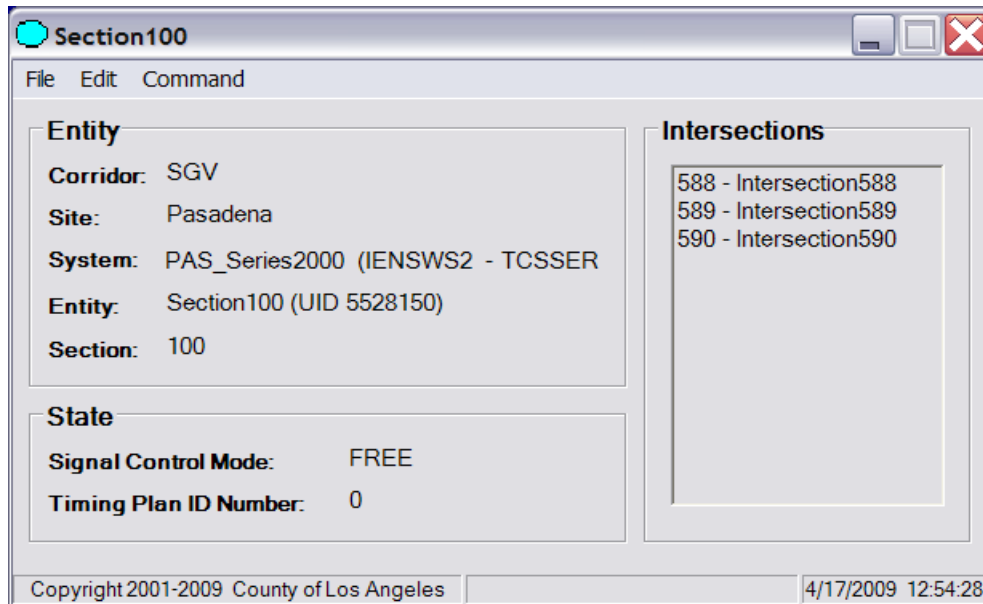 Section100
File Edit Command
Entity
Corridor: SGV
Site: Pasadena
System: PAS_Series2000 (IENSWS2 - TCSSER
Entity: Section100 (UID 5528150)
Section: 100
State
Signal Control Mode: FREE
Timing Plan ID Number: 0
Intersections
588 - Intersection588
589 - Intersection589
590 - Intersection590
Copyright 2001-2009 County of Los Angeles 4/17/2009 12:54:28